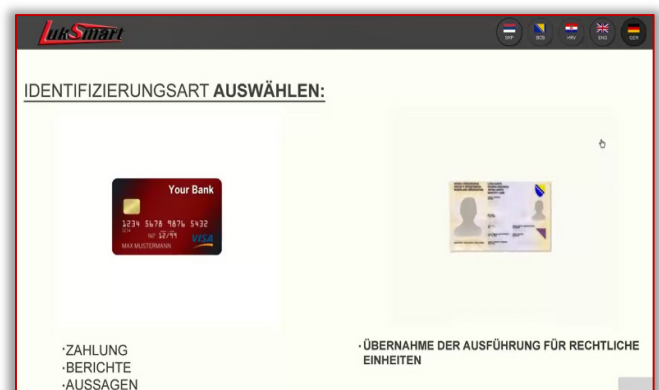 LukSmart
SRP BOS HRV ENG GER
IDENTIFIZIERUNGSART AUSWÄHLEN:
Your Bank
1234 5678 9876 5432
1234
12/99
MAX MUSTERMANN
VISA
·ZAHLUNG
·BERICHTE
·AUSSAGEN
·ÜBERNAHME DER AUSFÜHRUNG FÜR RECHTLICHE
EINHEITEN